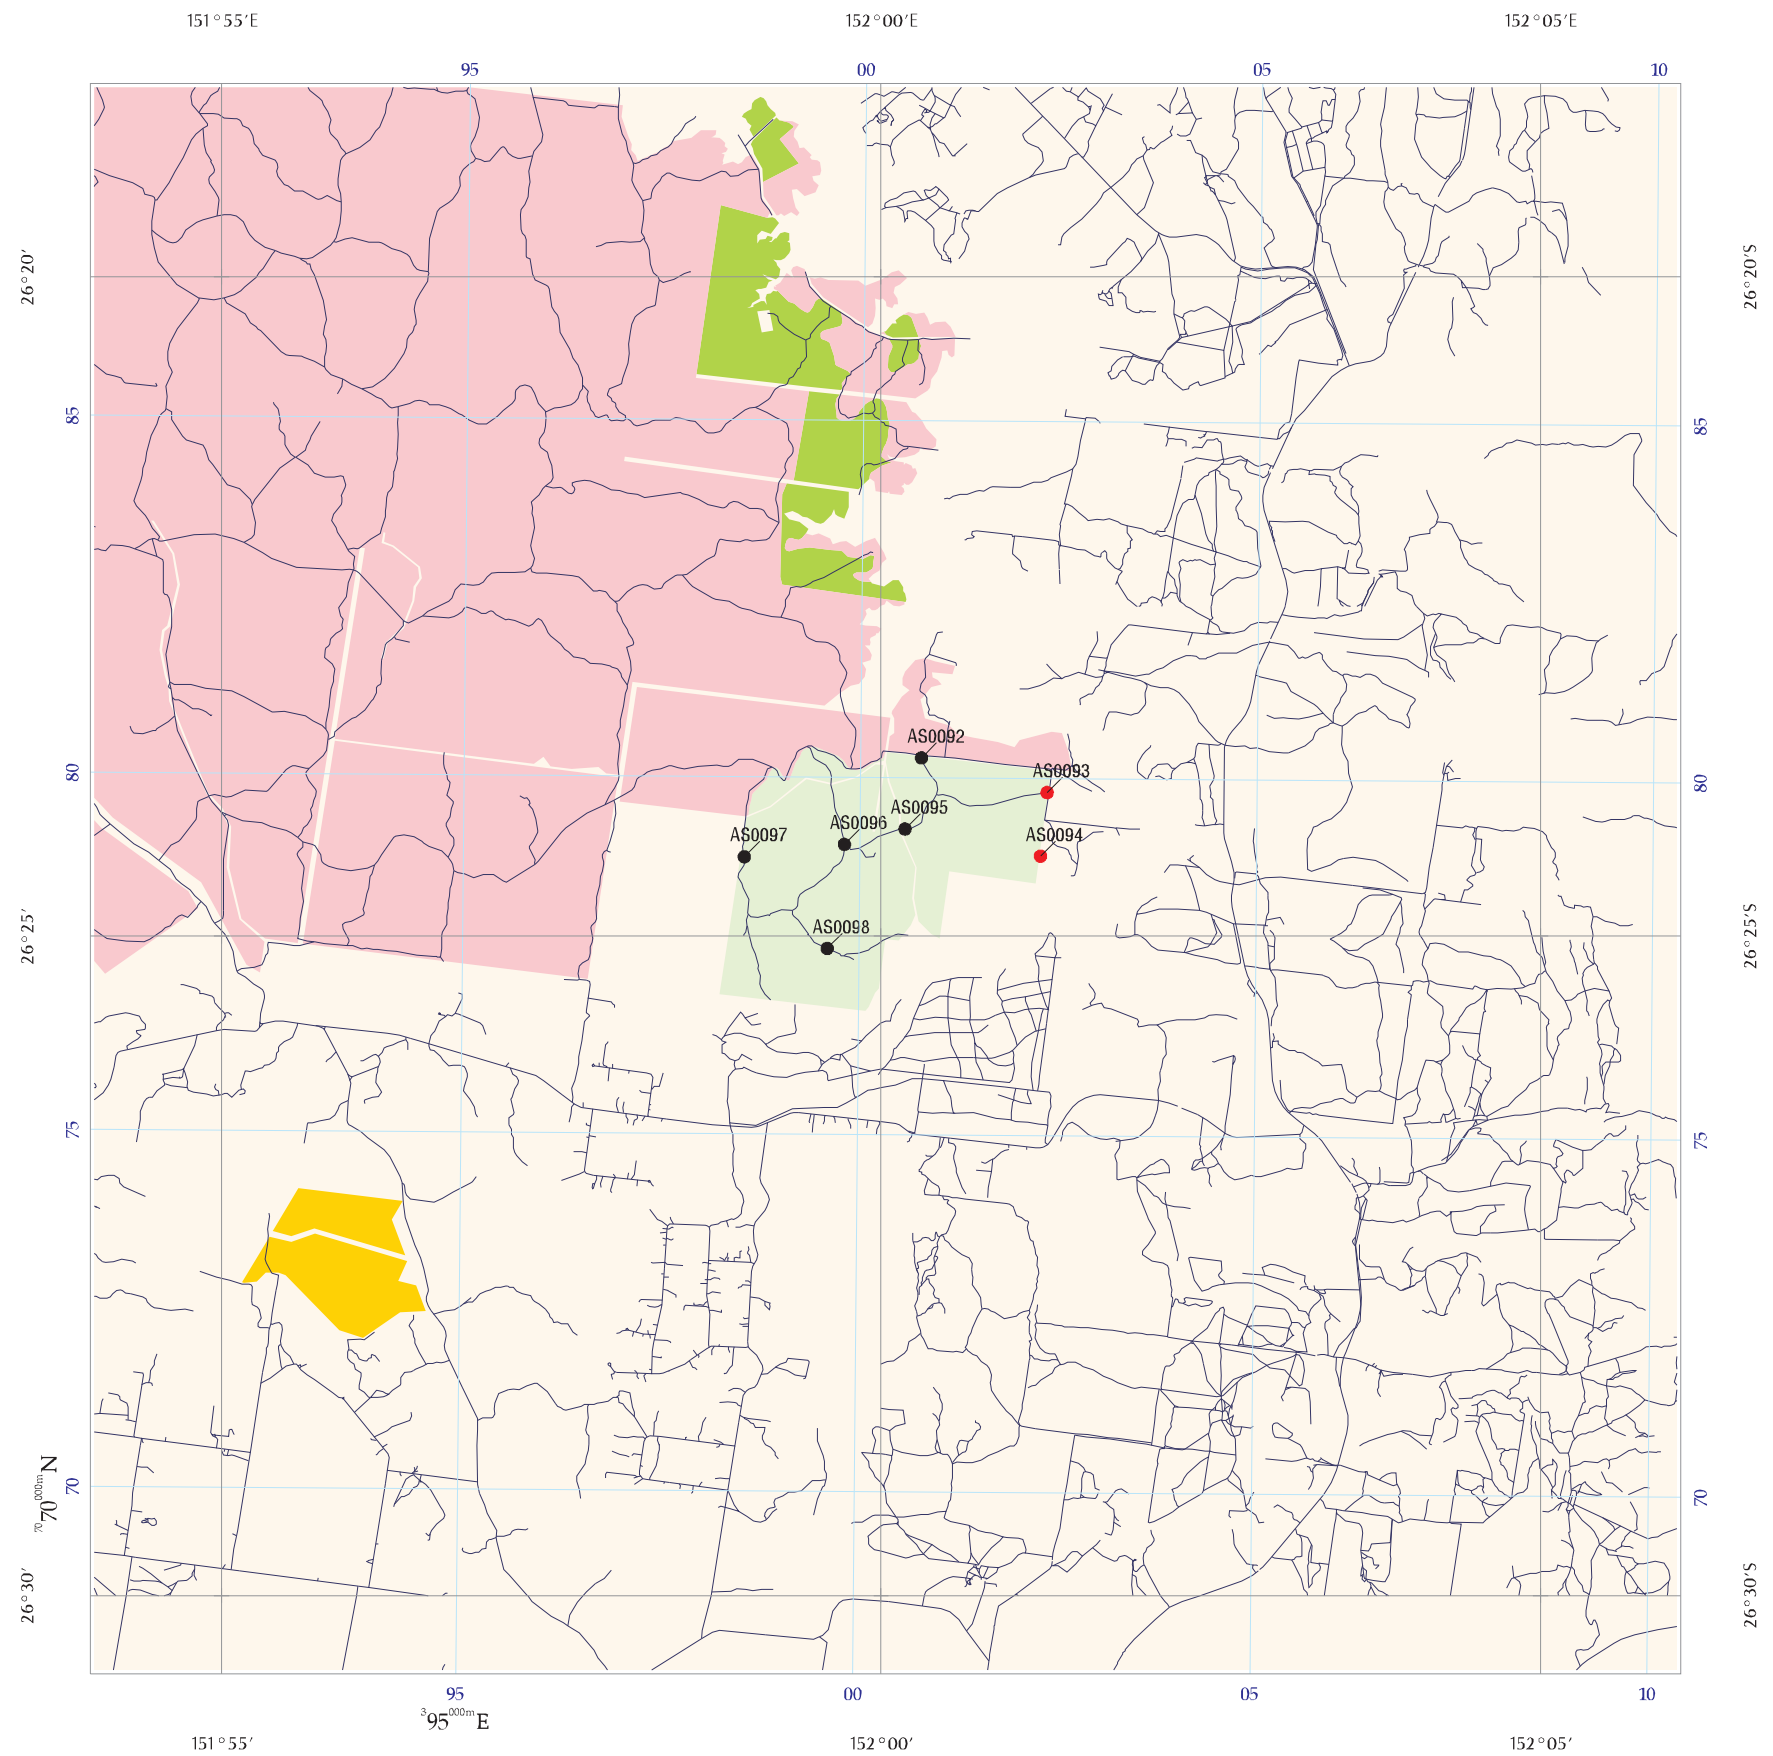 151°55′E 152°00′E 152°05′E
95 00 05 10
26°20′ 26°20′S
85 85
AS0092
80 AS0093 80
AS0095
AS0096
AS0097 AS0094
AS0098
26°25′ 26°25′S
75 75
⁷⁰70⁰⁰⁰ᵐN 70 70
26°30′ 26°30′S
95 00 05 10
³95⁰⁰⁰ᵐE
151°55′ 152°00′ 152°05′